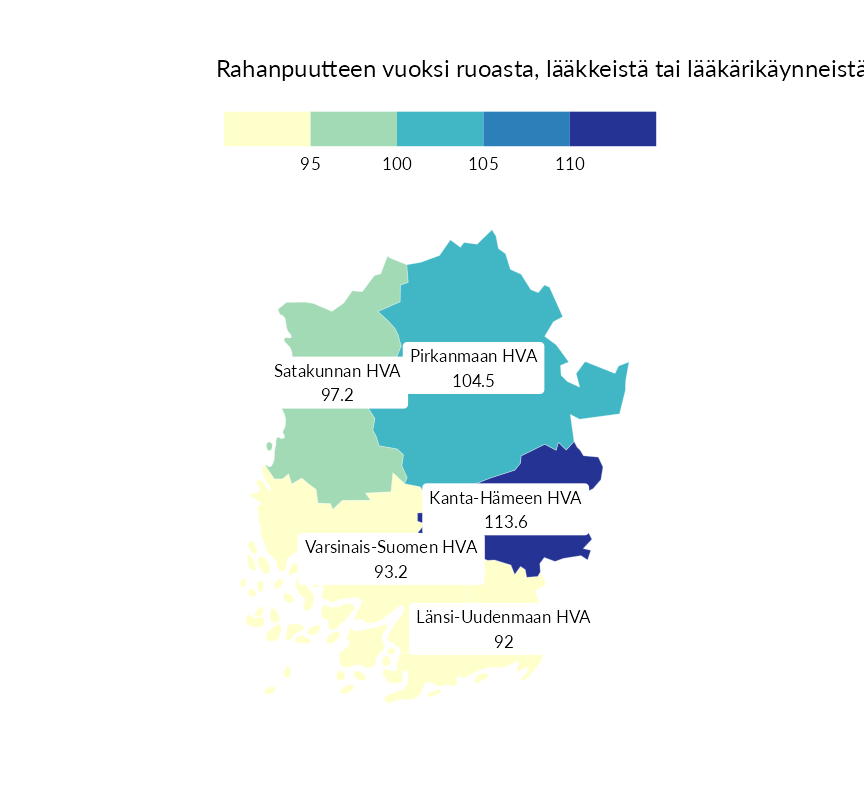 Rahanpuutteen vuoksi ruoasta, lääkkeistä tai lääkärikäynneistä
95 100 105 110
Pirkanmaan HVA
104.5
Satakunnan HVA
97.2
Kanta-Hämeen HVA
113.6
Varsinais-Suomen HVA
93.2
Länsi-Uudenmaan HVA
92